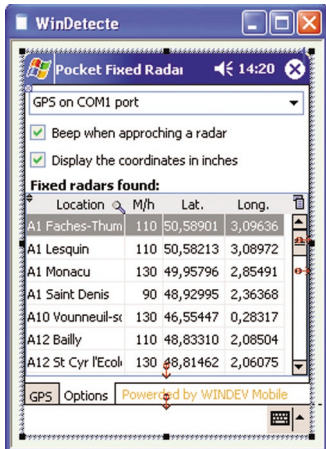 WinDetecte
Pocket Fixed Radar 14:20
GPS on COM1 port
Beep when approching a radar
Display the coordinates in inches
Fixed radars found:
Location M/h Lat. Long.
A1 Faches-Thum 110 50,58901 3,09636
A1 Lesquin 110 50,58213 3,08972
A1 Monacu 130 49,95796 2,85491
A1 Saint Denis 90 48,92995 2,36368
A10 Vounneuil-so 130 46,55447 0,28317
A12 Bailly 110 48,83310 2,08504
A12 St Cyr l'Ecol 130 48,81462 2,06075
GPS Options Powered by WINDEV Mobile